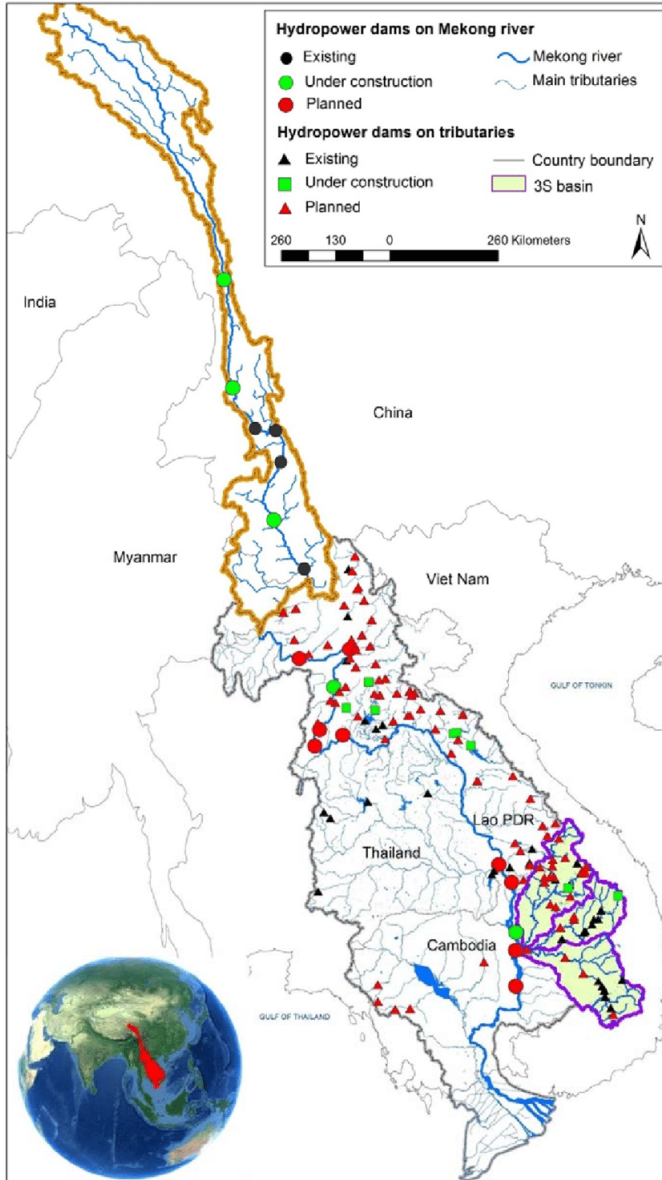 Hydropower dams on Mekong river
Existing
Under construction
Planned
Mekong river
Main tributaries
Hydropower dams on tributaries
Existing
Under construction
Planned
Country boundary
3S basin
260 130 0 260 Kilometers
N
India
China
Myanmar
Viet Nam
GULF OF TONKIN
Lao PDR
Thailand
Cambodia
GULF OF THAILAND